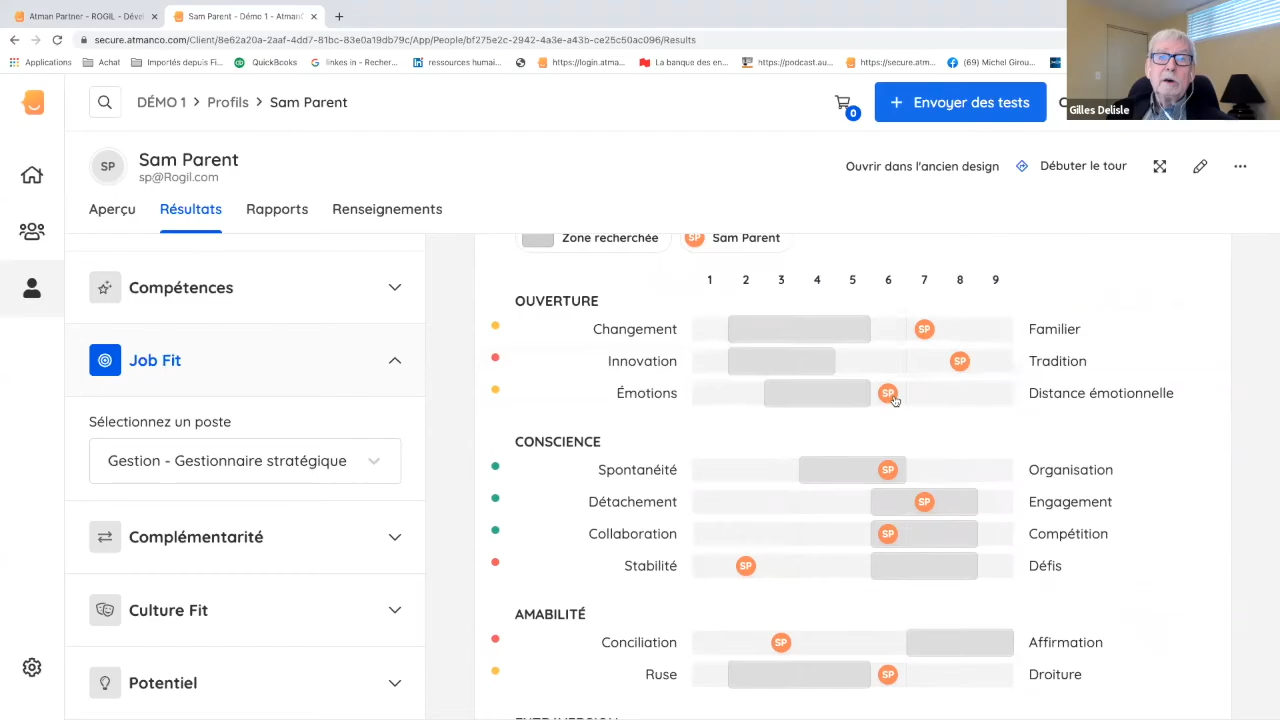 Atman Partner - ROGIL - Dével
Sam Parent - Démo 1 - AtmanC
secure.atmanco.com/Client/8e62a20a-2aaf-4dd7-81bc-83e0a19db79c/App/People/bf275e2c-2942-4a3e-a43b-ce25c50ac096/Results
Applications
Achat
Importés depuis Fi...
QuickBooks
linkes in - Recher...
ressources humai...
https://login.atma...
La banque des en...
https://podcast.au...
https://secure.atm...
(69) Michel Girou...
Gilles Delisle
DÉMO 1 > Profils > Sam Parent
0
+ Envoyer des tests
SP
Sam Parent
sp@Rogil.com
Ouvrir dans l'ancien design
Débuter le tour
Aperçu
Résultats
Rapports
Renseignements
Compétences
Job Fit
Sélectionnez un poste
Gestion - Gestionnaire stratégique
Complémentarité
Culture Fit
Potentiel
Zone recherchée
SP Sam Parent
1 2 3 4 5 6 7 8 9
OUVERTURE
Changement SP Familier
Innovation SP Tradition
Émotions SP Distance émotionnelle
CONSCIENCE
Spontanéité SP Organisation
Détachement SP Engagement
Collaboration SP Compétition
Stabilité SP Défis
AMABILITÉ
Conciliation SP Affirmation
Ruse SP Droiture